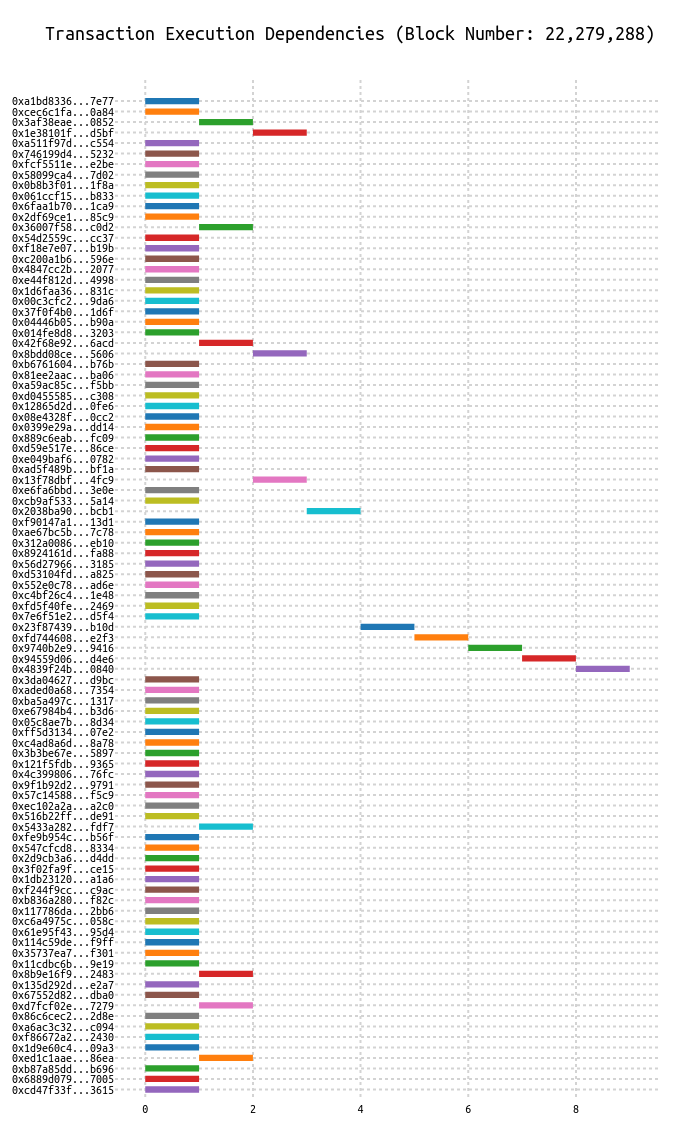 Transaction Execution Dependencies (Block Number: 22,279,288)
0xa1bd8336...7e77
0xcec6c1fa...0a84
0x3af38eae...0852
0x1e38101f...d5bf
0xa511f97d...c554
0x746199d4...5232
0xfcf5511e...e2be
0x58099ca4...7d02
0x0b8b3f01...1f8a
0x061ccf15...b833
0x6faa1b70...1ca9
0x2df69ce1...85c9
0x36007f58...c0d2
0x54d2559c...cc37
0xf18e7e07...b19b
0xc200a1b6...596e
0x4847cc2b...2077
0xe44f812d...4998
0x1d6faa36...831c
0x00c3cfc2...9da6
0x37f0f4b0...1d6f
0x04446b05...b90a
0x014fe8d8...3203
0x42f68e92...6acd
0x8bdd08ce...5606
0xb6761604...b76b
0x81ee2aac...ba06
0xa59ac85c...f5bb
0xd0455585...c308
0x12865d2d...0fe6
0x08e4328f...0cc2
0x0399e29a...dd14
0x889c6eab...fc09
0xd59e517e...86ce
0xe049baf6...0782
0xad5f489b...bf1a
0x13f78dbf...4fc9
0xe6fa6bbd...3e0e
0xcb9af533...5a14
0x2038ba90...bcb1
0xf90147a1...13d1
0xae67bc5b...7c78
0x312a0086...eb10
0x8924161d...fa88
0x56d27966...3185
0xd53104fd...a825
0x552e0c78...ad6e
0xc4bf26c4...1e48
0xfd5f40fe...2469
0x7e6f51e2...d5f4
0x23f87439...b10d
0xfd744608...e2f3
0x9740b2e9...9416
0x94559d06...d4e6
0x4839f24b...0840
0x3da04627...d9bc
0xaded0a68...7354
0xba5a497c...1317
0xe67984b4...b3d6
0x05c8ae7b...8d34
0xff5d3134...07e2
0xc4ad8a6d...8a78
0x3b3be67e...5897
0x121f5fdb...9365
0x4c399806...76fc
0x9f1b92d2...9791
0x57c14588...f5c9
0xec102a2a...a2c0
0x516b22ff...de91
0x5433a282...fdf7
0xfe9b954c...b56f
0x547cfcd8...8334
0x2d9cb3a6...d4dd
0x3f02fa9f...ce15
0x1db23120...a1a6
0xf244f9cc...c9ac
0xb836a280...f82c
0x117786da...2bb6
0xc6a4975c...058c
0x61e95f43...95d4
0x114c59de...f9ff
0x35737ea7...f301
0x11cdbc6b...9e19
0x8b9e16f9...2483
0x135d292d...e2a7
0x67552d82...dba0
0xd7fcf02e...7279
0x86c6cec2...2d8e
0xa6ac3c32...c094
0xf86672a2...2430
0x1d9e60c4...09a3
0xed1c1aae...86ea
0xb87a85dd...b696
0x6889d079...7005
0xcd47f33f...3615
0 2 4 6 8